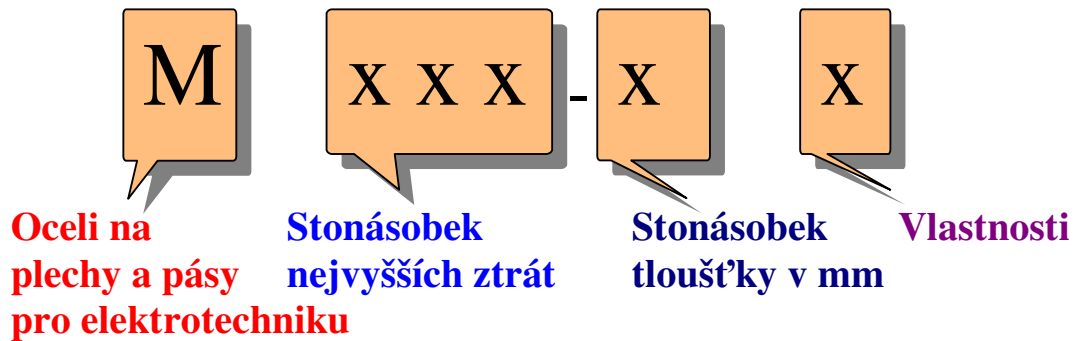 M x x x - x x
Oceli na
plechy a pásy
pro elektrotechniku
Stonásobek
nejvyšších ztrát
Stonásobek
tloušťky v mm
Vlastnosti